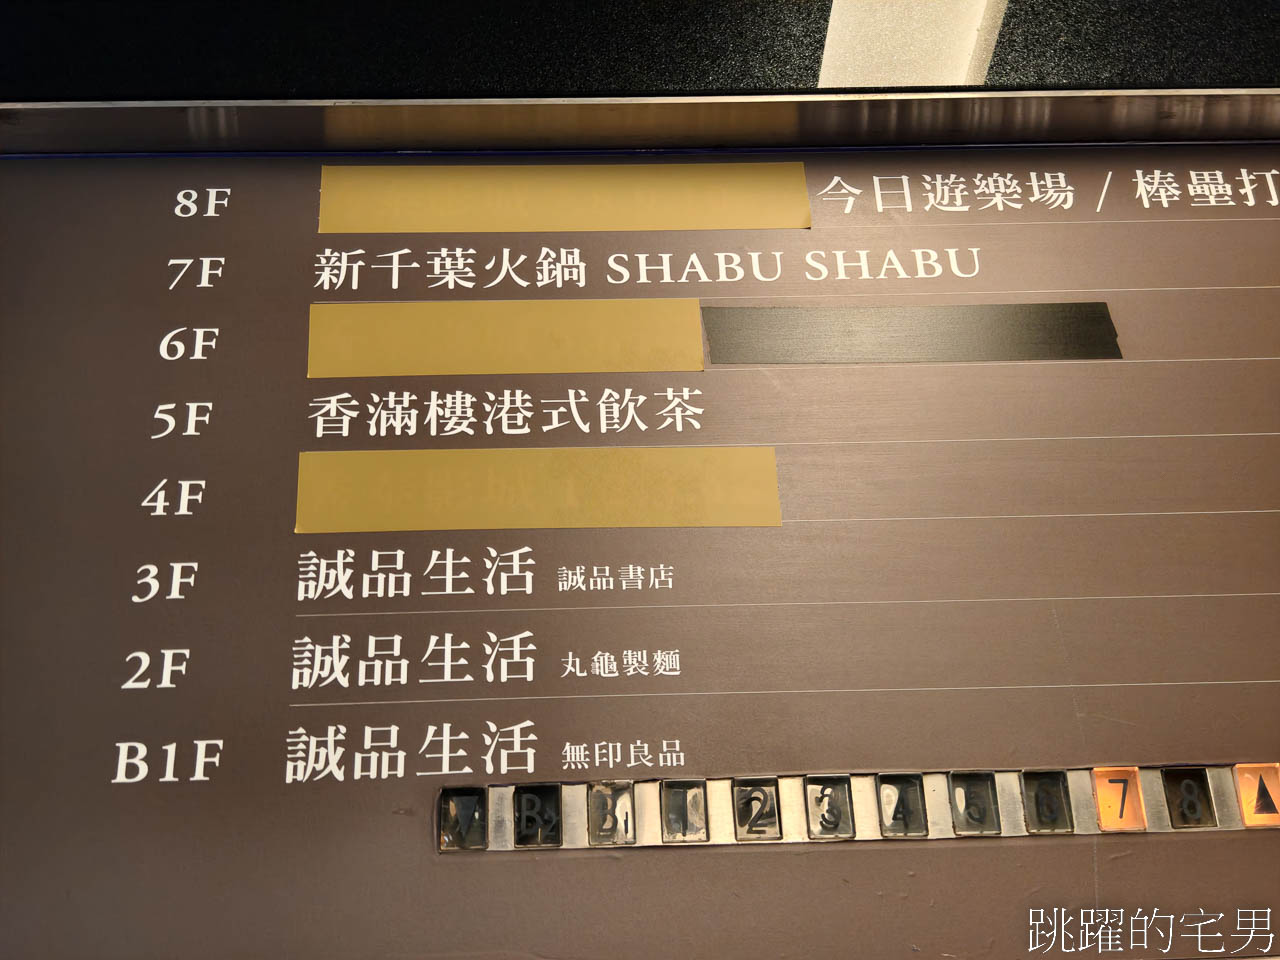 8F 今日遊樂場 / 棒壘打
7F 新千葉火鍋 SHABU SHABU
6F
5F 香滿樓港式飲茶
4F
3F 誠品生活 誠品書店
2F 誠品生活 丸龜製麵
B1F 誠品生活 無印良品
▼ B2 B1 1 2 3 4 5 6 7 8 ▲
跳躍的宅男